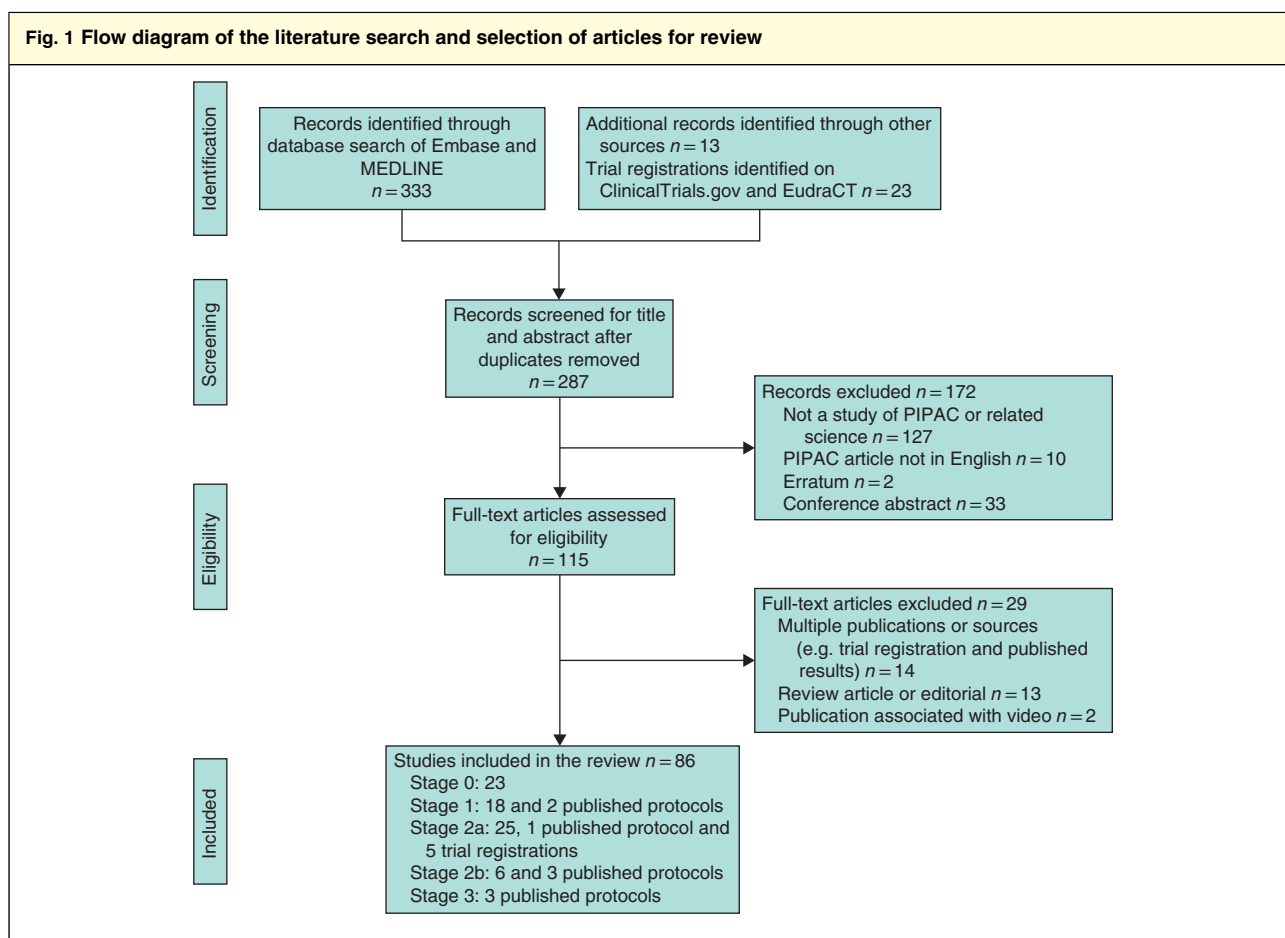 Fig. 1 Flow diagram of the literature search and selection of articles for review
Identification
Records identified through
database search of Embase and
MEDLINE
n = 333
Additional records identified through other
sources n = 13
Trial registrations identified on
ClinicalTrials.gov and EudraCT n = 23
Screening
Records screened for title
and abstract after
duplicates removed
n = 287
Records excluded n = 172
Not a study of PIPAC or related
science n = 127
PIPAC article not in English n = 10
Erratum n = 2
Conference abstract n = 33
Eligibility
Full-text articles assessed
for eligibility
n = 115
Full-text articles excluded n = 29
Multiple publications or sources
(e.g. trial registration and published
results) n = 14
Review article or editorial n = 13
Publication associated with video n = 2
Included
Studies included in the review n = 86
Stage 0: 23
Stage 1: 18 and 2 published protocols
Stage 2a: 25, 1 published protocol and
5 trial registrations
Stage 2b: 6 and 3 published protocols
Stage 3: 3 published protocols